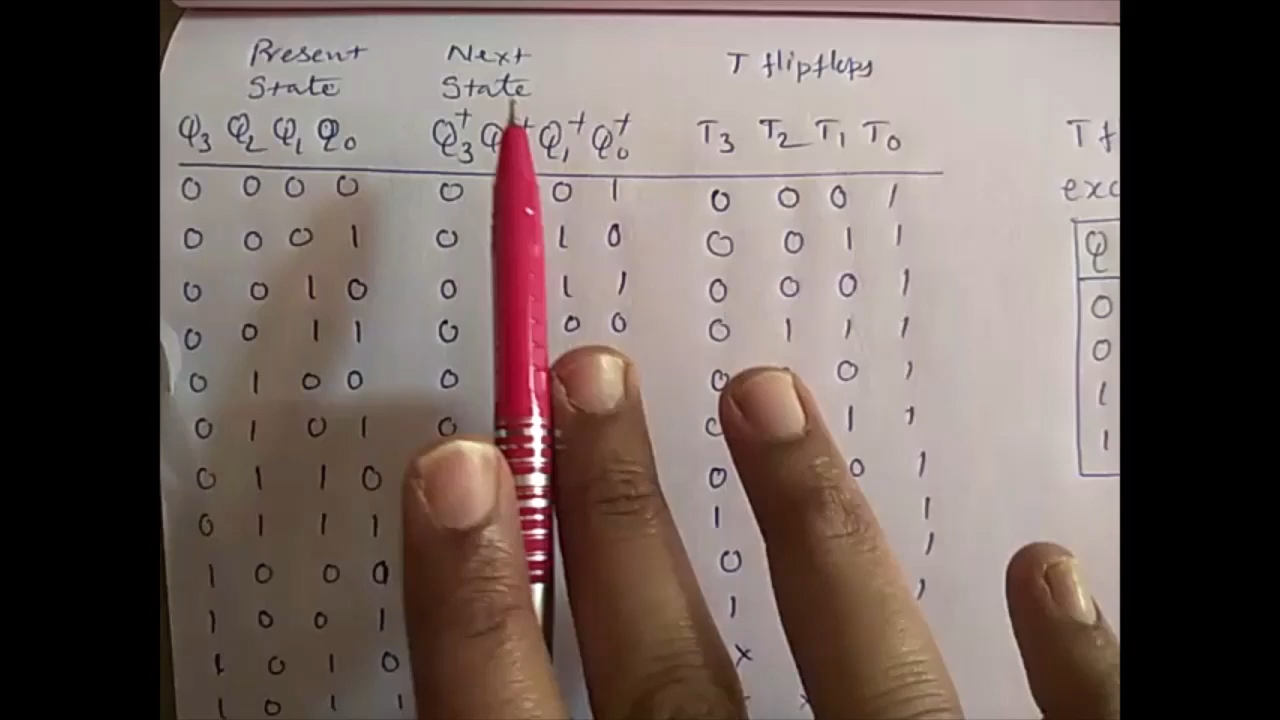 Present Next T flipflops
State State
Q3 Q2 Q1 Q0 Q3+ Q + Q1+ Q0+ T3 T2 T1 T0 T f
0 0 0 0 0 0 1 0 0 0 1 exc
0 0 0 1 0 1 0 0 0 1 1 Q
0 0 1 0 0 1 1 0 0 0 1 0
0 0 1 1 0 0 0 0 1 1 1 0
0 1 0 0 0 0 0 1 1
0 1 0 1 0 0 1 1 1
0 1 1 0 0 0 1
0 1 1 1 1 1
1 0 0 0 0 1
1 0 0 1 1 1
1 0 1 0 x
1 0 1 1